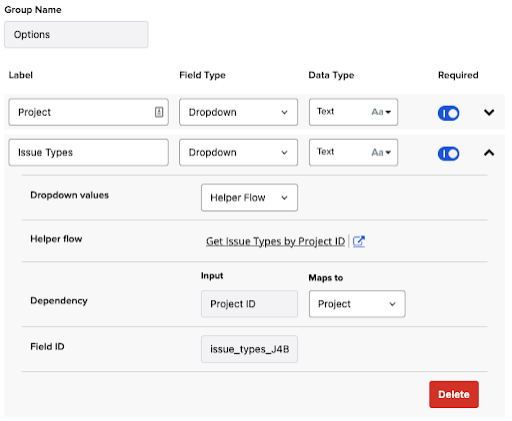 Group Name
Options
Label Field Type Data Type Required
Project Dropdown Text Aa
Issue Types Dropdown Text Aa
Dropdown values Helper Flow
Helper flow Get Issue Types by Project ID
Input Maps to
Dependency Project ID Project
Field ID issue_types_J4B
Delete